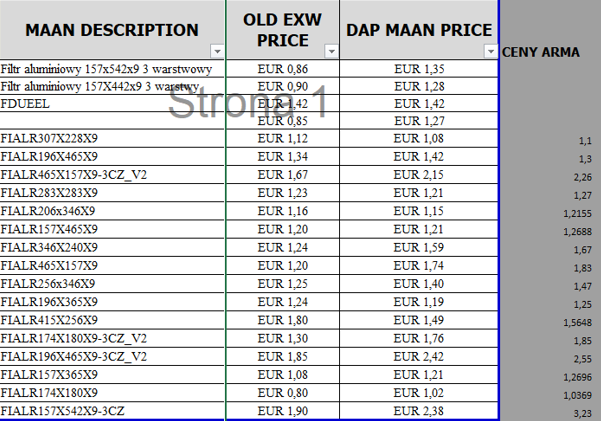 MAAN DESCRIPTION OLD EXW PRICE DAP MAAN PRICE CENY ARMA
Filtr aluminiowy 157x542x9 3 warstwowy EUR 0,86 EUR 1,35
Filtr aluminiowy 157X442x9 3 warstwy EUR 0,90 EUR 1,28
FDUEEL EUR 1,42 EUR 1,42
Strona 1
EUR 0,85 EUR 1,27
FIALR307X228X9 EUR 1,12 EUR 1,08 1,1
FIALR196X465X9 EUR 1,34 EUR 1,42 1,3
FIALR465X157X9-3CZ_V2 EUR 1,67 EUR 2,15 2,26
FIALR283X283X9 EUR 1,23 EUR 1,21 1,27
FIALR206x346X9 EUR 1,16 EUR 1,15 1,2155
FIALR157X465X9 EUR 1,20 EUR 1,21 1,2688
FIALR346X240X9 EUR 1,24 EUR 1,59 1,67
FIALR465X157X9 EUR 1,20 EUR 1,74 1,83
FIALR256x346X9 EUR 1,25 EUR 1,40 1,47
FIALR196X365X9 EUR 1,24 EUR 1,19 1,25
FIALR415X256X9 EUR 1,80 EUR 1,49 1,5648
FIALR174X180X9-3CZ_V2 EUR 1,30 EUR 1,76 1,85
FIALR196X465X9-3CZ_V2 EUR 1,85 EUR 2,42 2,55
FIALR157X365X9 EUR 1,08 EUR 1,21 1,2696
FIALR174X180X9 EUR 0,80 EUR 1,02 1,0369
FIALR157X542X9-3CZ EUR 1,90 EUR 2,38 3,23